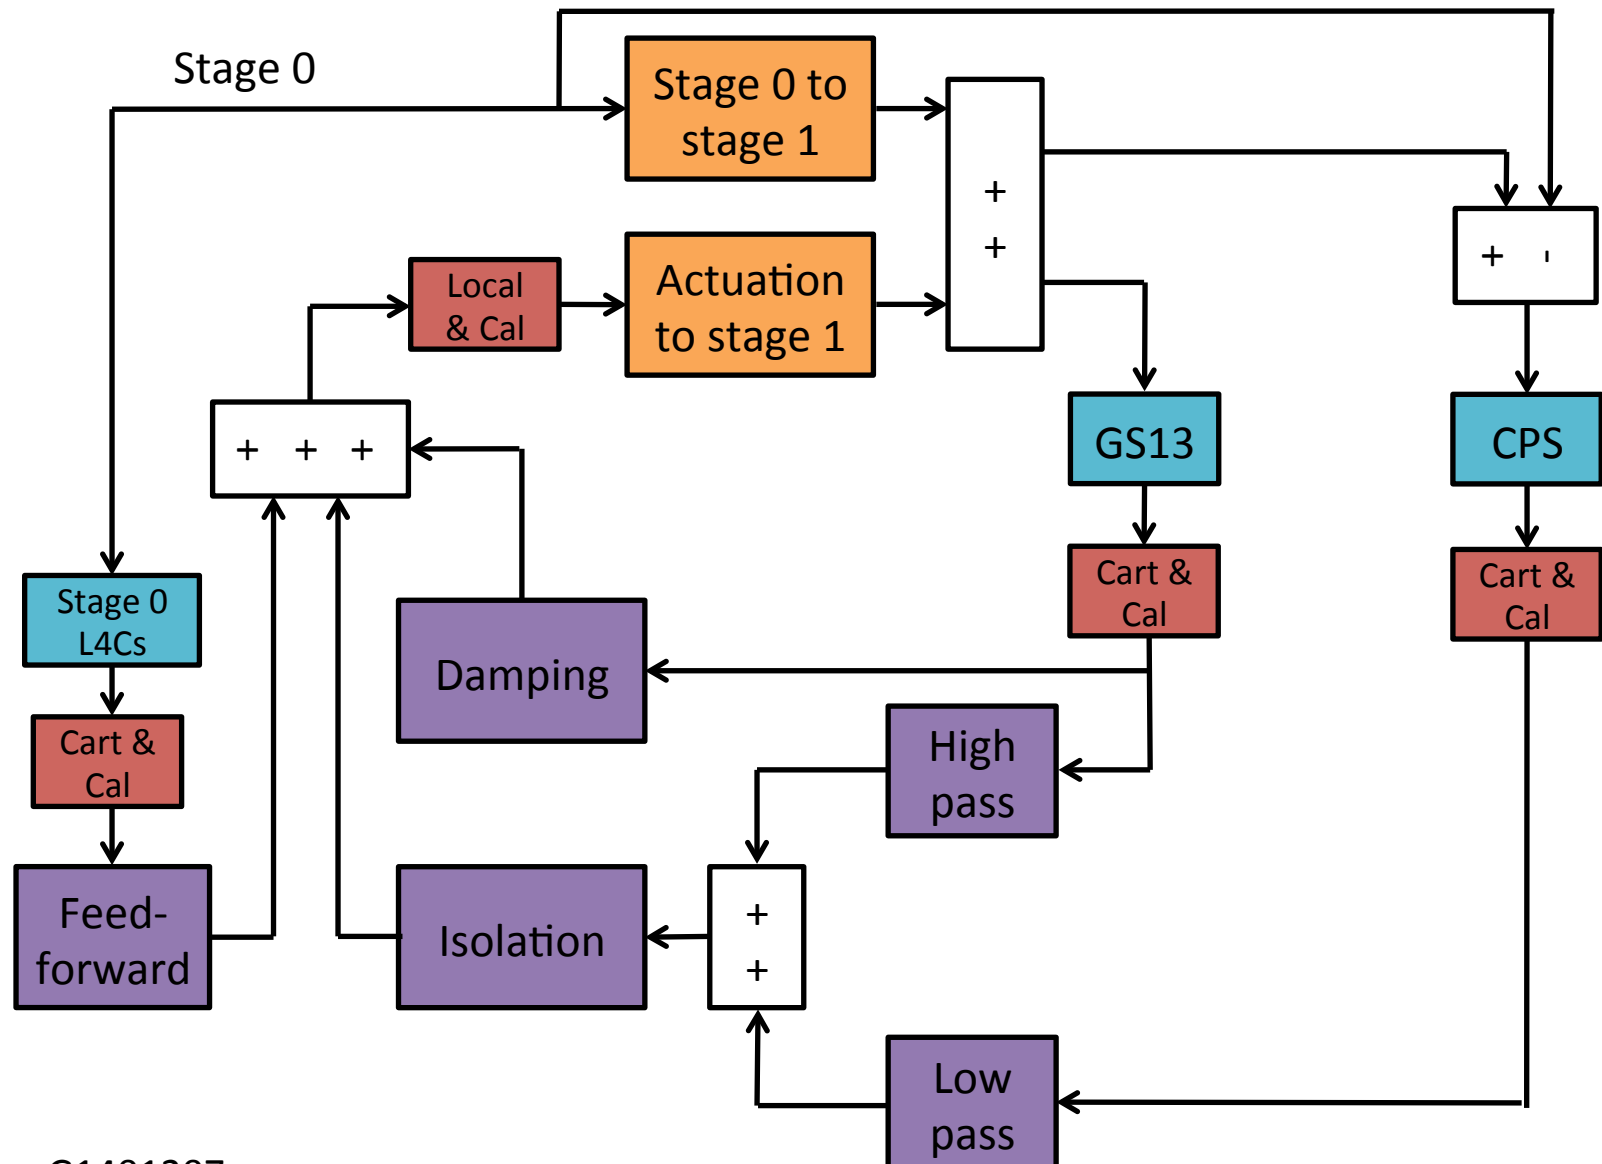 Stage 0
Stage 0 to
stage 1
+
+
+ -
Local
& Cal
Actuation
to stage 1
+ + +
GS13
CPS
Cart &
Cal
Cart &
Cal
Stage 0
L4Cs
Damping
Cart &
Cal
High
pass
Feed-
forward
Isolation
+
+
Low
pass